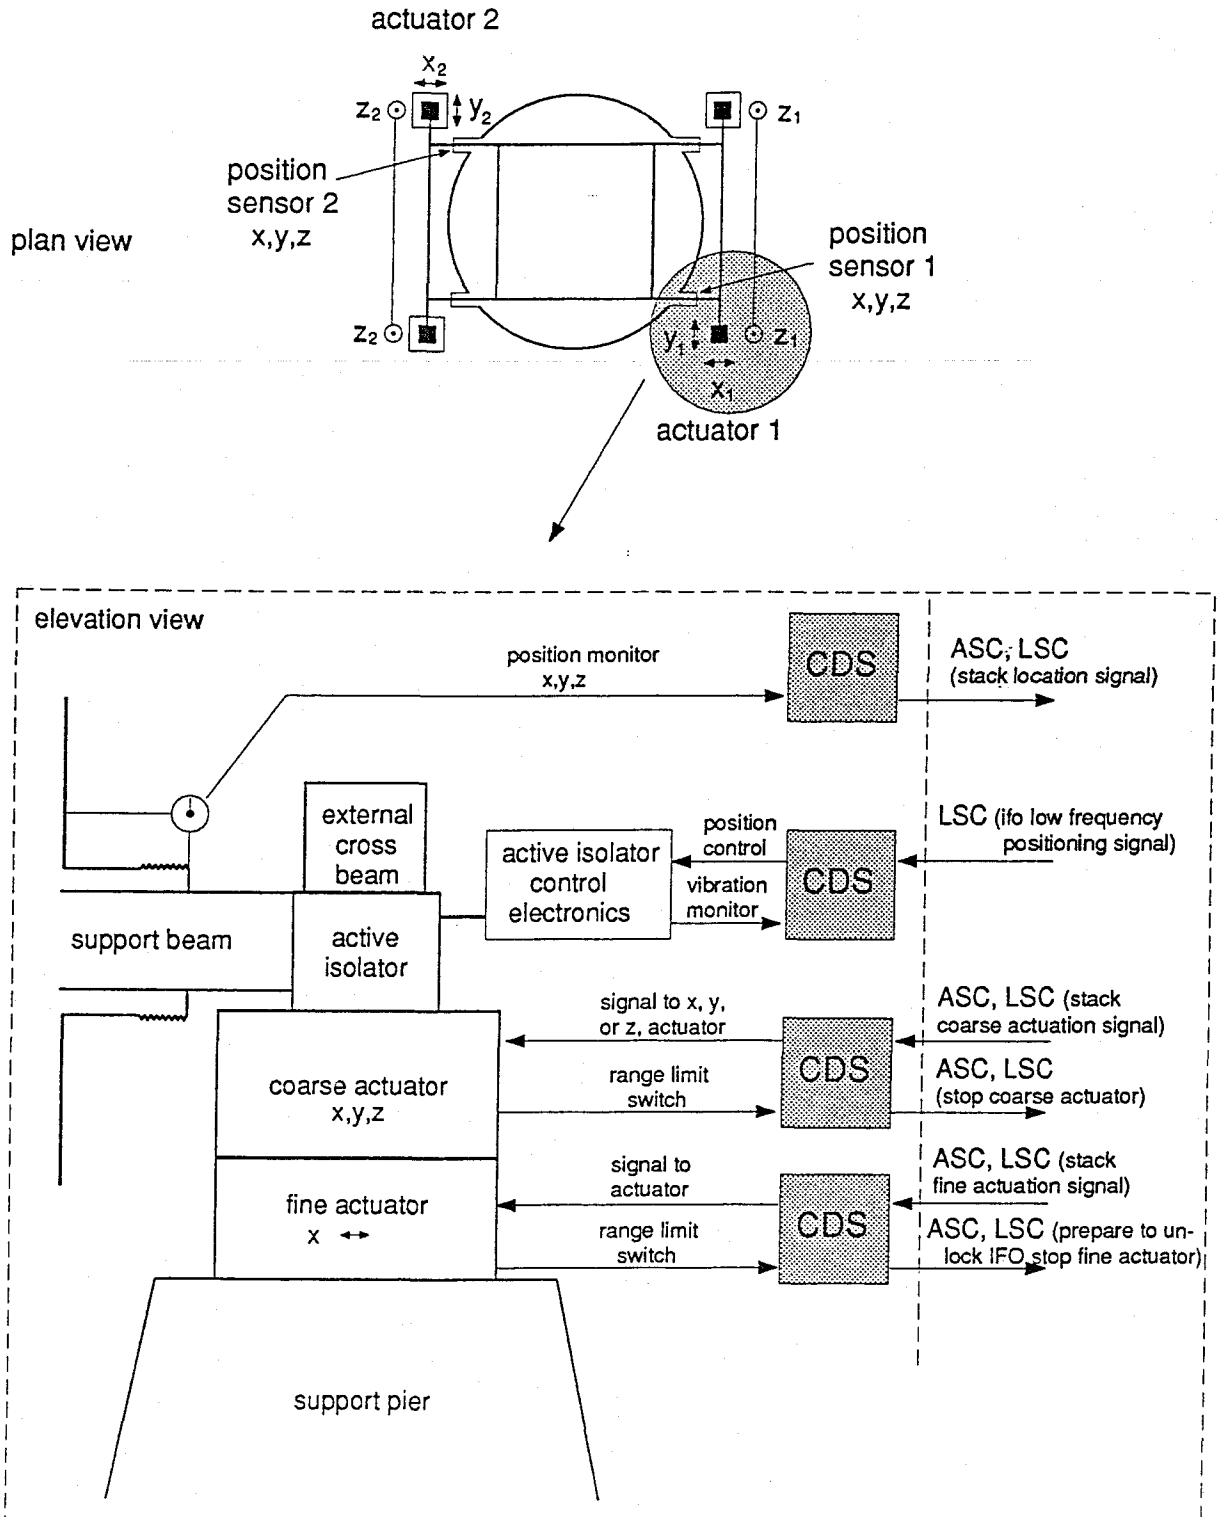 actuator 2
x2
z2
y2
z1
position
sensor 2
x,y,z
plan view
position
sensor 1
x,y,z
z2
y1
z1
x1
actuator 1
elevation view
position monitor
x,y,z
CDS
ASC, LSC
(stack location signal)
external
cross
beam
active isolator
control
electronics
position
control
vibration
monitor
CDS
LSC (ifo low frequency
positioning signal)
support beam
active
isolator
coarse actuator
x,y,z
signal to x, y,
or z, actuator
range limit
switch
CDS
ASC, LSC (stack
coarse actuation signal)
ASC, LSC
(stop coarse actuator)
fine actuator
x
signal to
actuator
range limit
switch
CDS
ASC, LSC (stack
fine actuation signal)
ASC, LSC (prepare to un-
lock IFO, stop fine actuator)
support pier